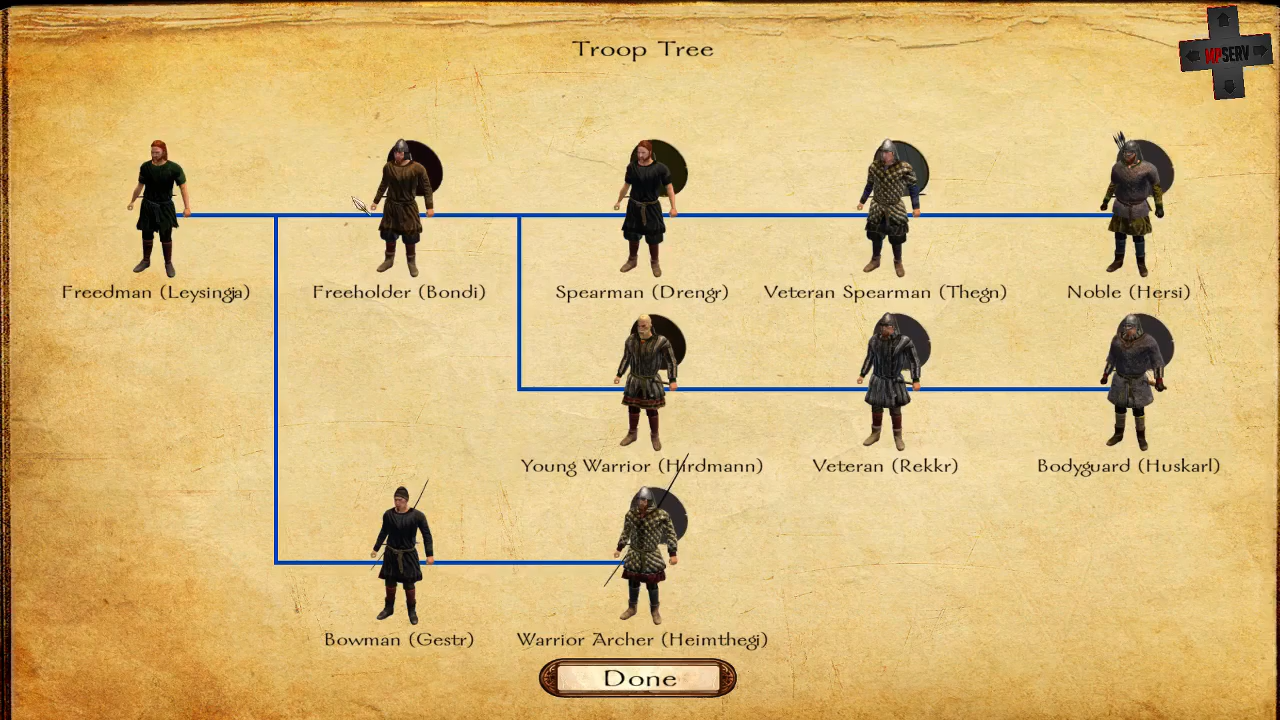 Troop Tree
MPSERV
Freedman (Leysingja)
Freeholder (Bondi)
Spearman (Drengr)
Veteran Spearman (Thegn)
Noble (Hersi)
Young Warrior (Hirdmann)
Veteran (Rekkr)
Bodyguard (Huskarl)
Bowman (Gestr)
Warrior Archer (Heimthegi)
Done